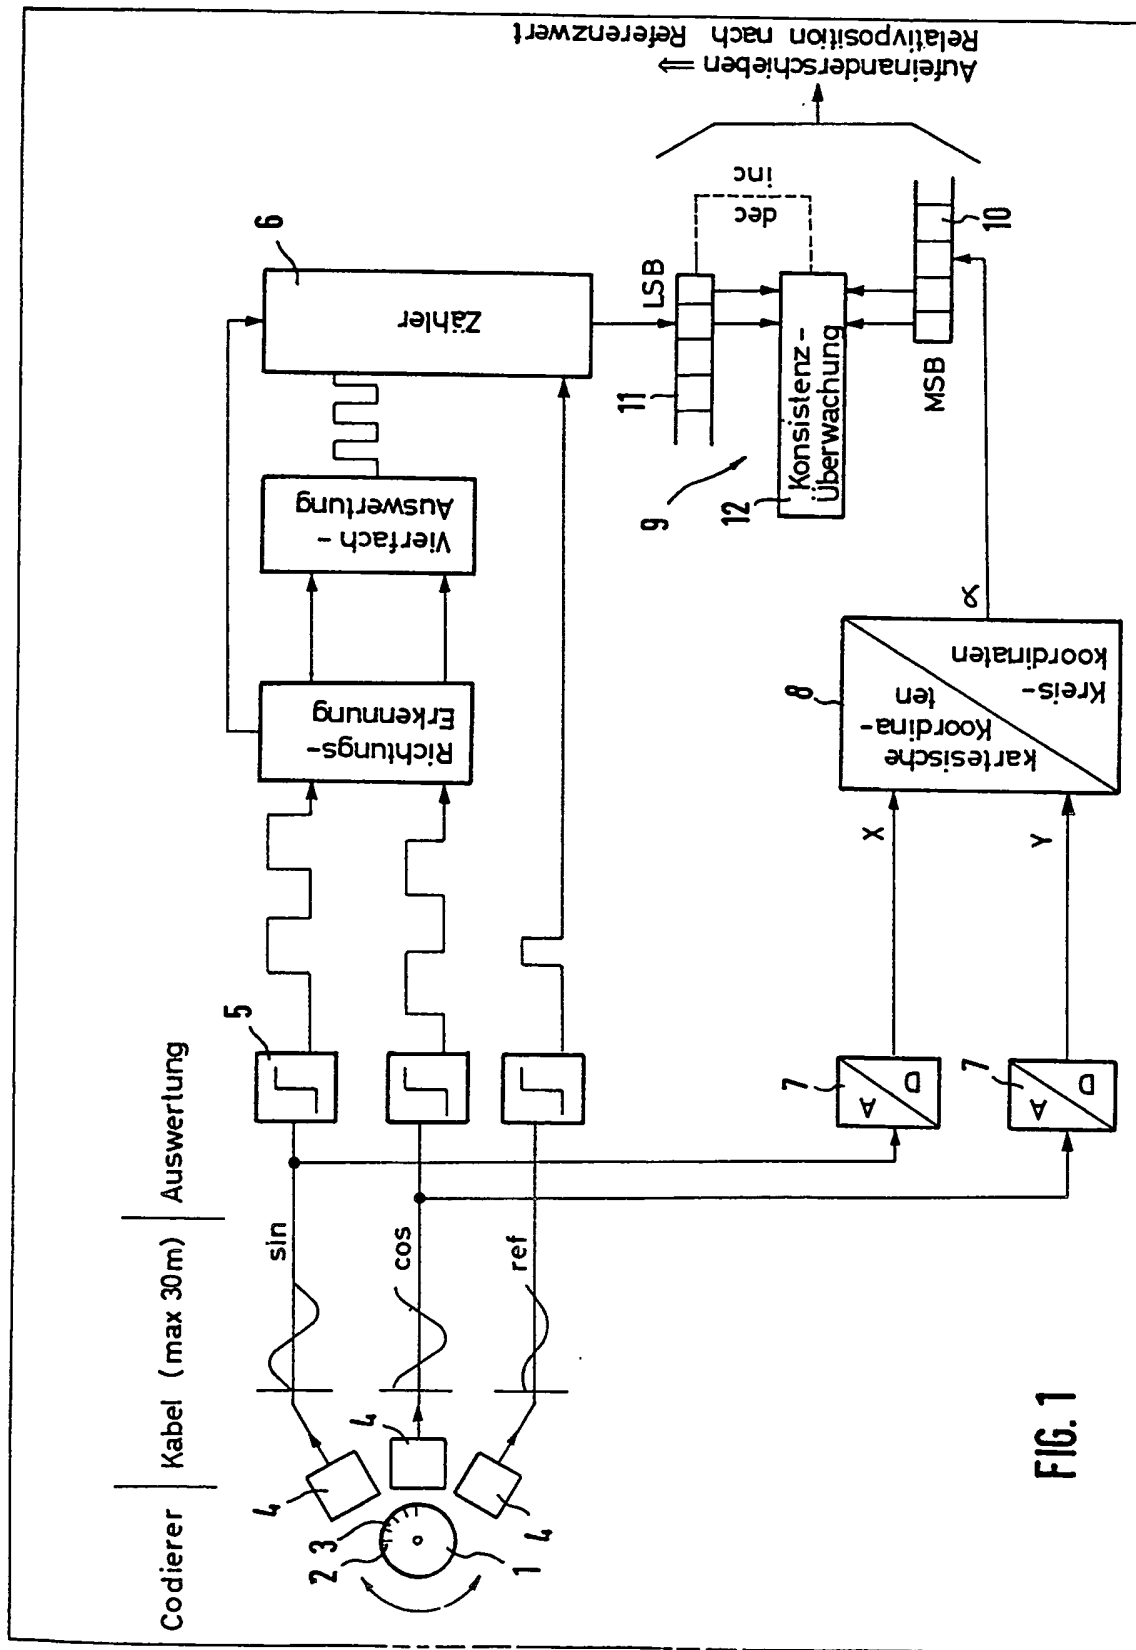 Codierer
Kabel (max 30m)
Auswertung
sin
cos
ref
4
4
4
2 3
1
5
Richtungs-
Erkennung
Vierfach-
Auswertung
Zähler
6
7
A
D
7
A
D
X
Y
8
kartesische
Koordina-
ten
Kreis-
koordinaten
α
9
11
LSB
12
Konsistenz-
überwachung
dec
inc
MSB
10
Aufeinanderschieben ⇒
Relativposition nach Referenzwert
FIG. 1